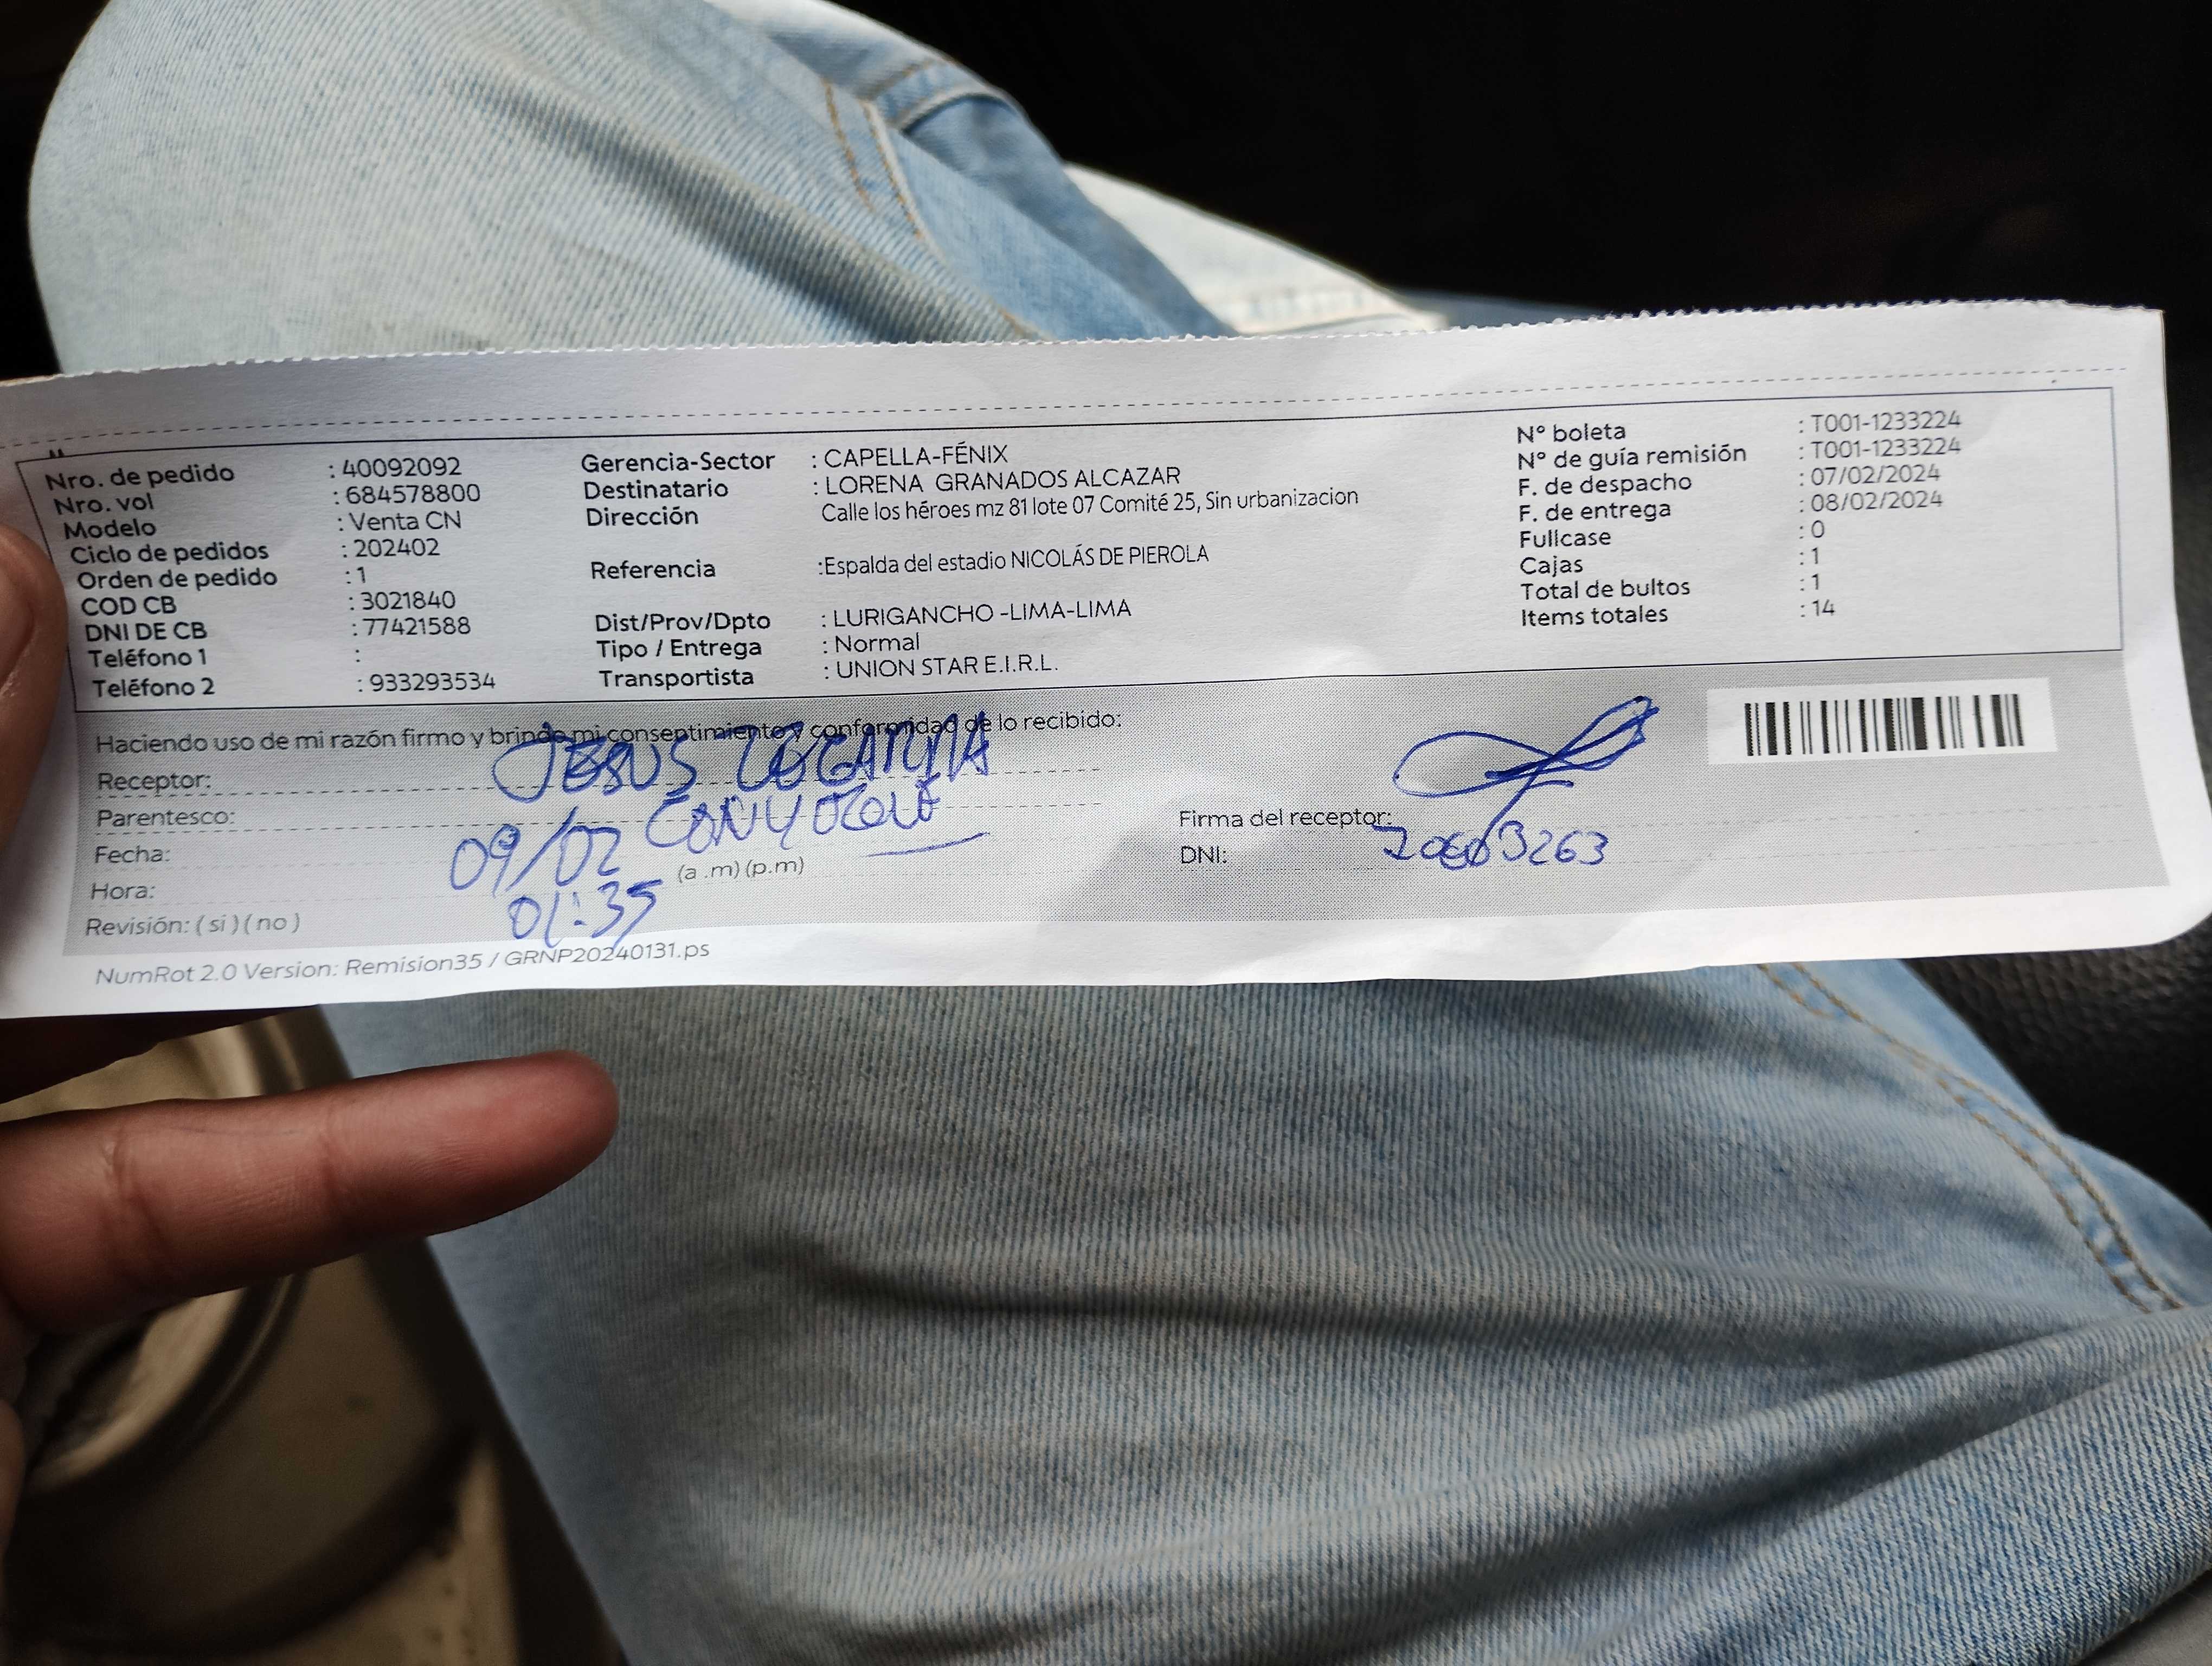 Nro. de pedido : 40092092
Nro. vol : 684578800
Modelo : Venta CN
Ciclo de pedidos : 202402
Orden de pedido : 1
COD CB : 3021840
DNI DE CB : 77421588
Teléfono 1 :
Teléfono 2 : 933293534
Gerencia-Sector : CAPELLA-FÉNIX
Destinatario : LORENA GRANADOS ALCAZAR
Dirección Calle los héroes mz 81 lote 07 Comité 25, Sin urbanizacion
Referencia :Espalda del estadio NICOLÁS DE PIEROLA
Dist/Prov/Dpto : LURIGANCHO -LIMA-LIMA
Tipo / Entrega : Normal
Transportista : UNION STAR E.I.R.L.
N° boleta : T001-1233224
N° de guía remisión : T001-1233224
F. de despacho : 07/02/2024
F. de entrega : 08/02/2024
Fullcase : 0
Cajas : 1
Total de bultos : 1
Items totales : 14
Haciendo uso de mi razón firmo y brindo mi consentimiento y conformidad de lo recibido:
Receptor: JESUS
Parentesco:
Fecha: 09/02
Hora: 01:35 (a .m) (p.m)
Revisión: ( si ) ( no )
Firma del receptor:
DNI:
NumRot 2.0 Version: Remision35 / GRNP20240131.ps